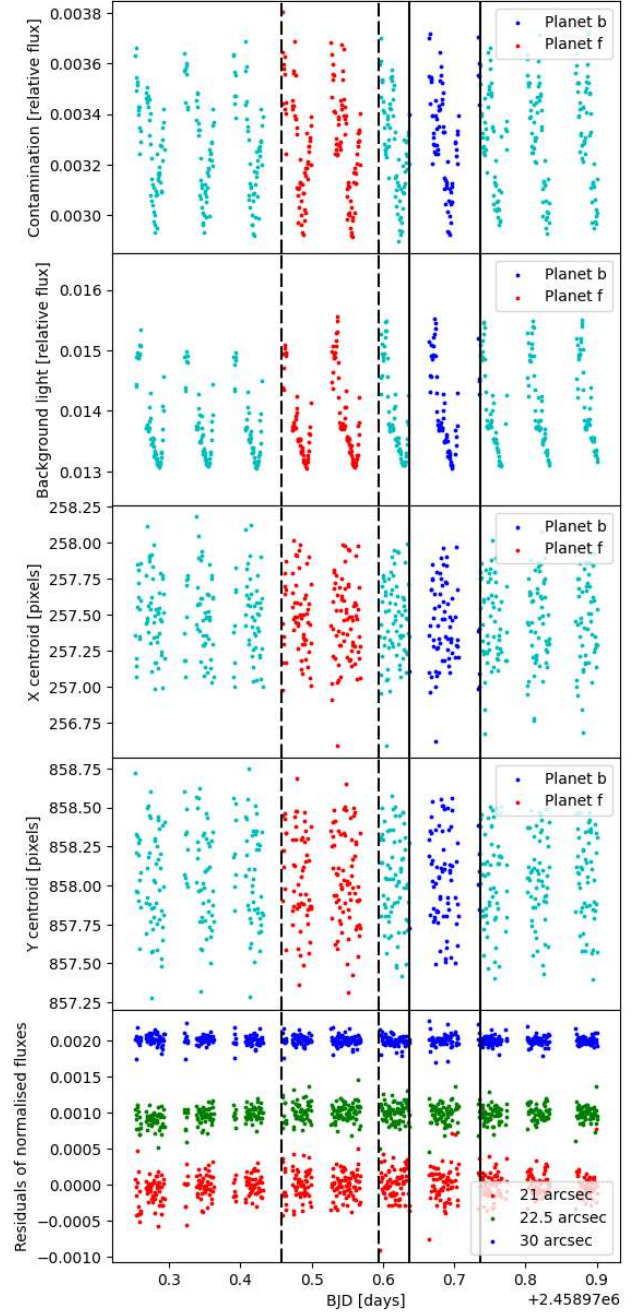 Contamination [relative flux]
0.0038
0.0036
0.0034
0.0032
0.0030
Planet b
Planet f
Background light [relative flux]
0.016
0.015
0.014
0.013
Planet b
Planet f
X centroid [pixels]
258.25
258.00
257.75
257.50
257.25
257.00
256.75
Planet b
Planet f
Y centroid [pixels]
858.75
858.50
858.25
858.00
857.75
857.50
857.25
Planet b
Planet f
Residuals of normalised fluxes
0.0020
0.0015
0.0010
0.0005
0.0000
−0.0005
−0.0010
21 arcsec
22.5 arcsec
30 arcsec
0.3 0.4 0.5 0.6 0.7 0.8 0.9
BJD [days]
+2.45897e6